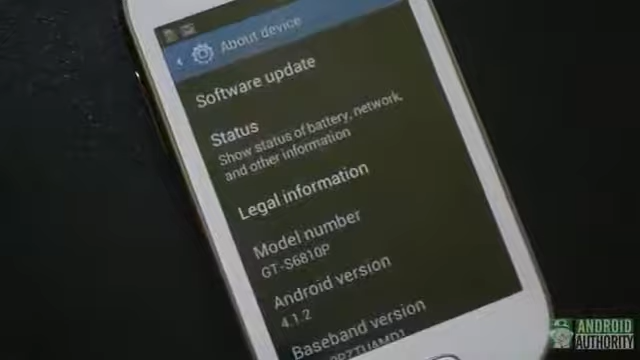 About device
Software update
Status
Show status of battery, network,
and other information
Legal information
Model number
GT-S6810P
Android version
4.1.2
Baseband version
ANDROID
AUTHORITY